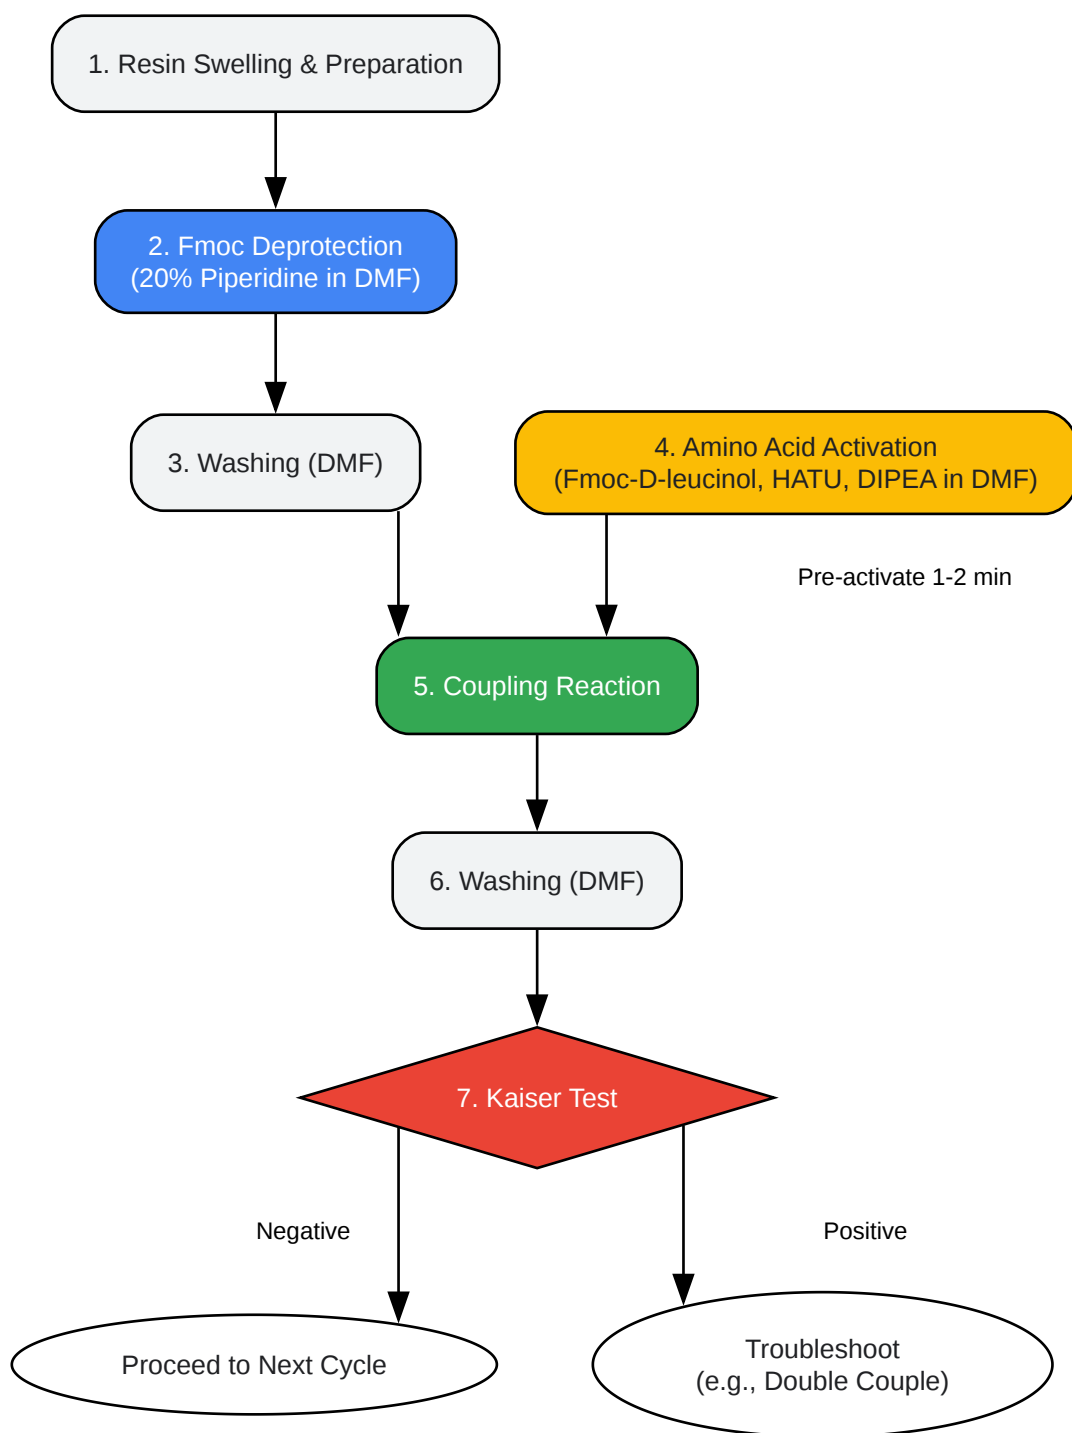 1. Resin Swelling & Preparation
2. Fmoc Deprotection
(20% Piperidine in DMF)
3. Washing (DMF)
4. Amino Acid Activation
(Fmoc-D-leucinol, HATU, DIPEA in DMF)
Pre-activate 1-2 min
5. Coupling Reaction
6. Washing (DMF)
7. Kaiser Test
Negative
Positive
Proceed to Next Cycle
Troubleshoot
(e.g., Double Couple)